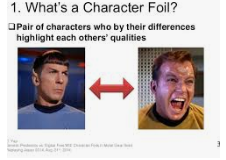 1. What's a Character Foil?
❑Pair of characters who by their differences
highlight each others' qualities
3